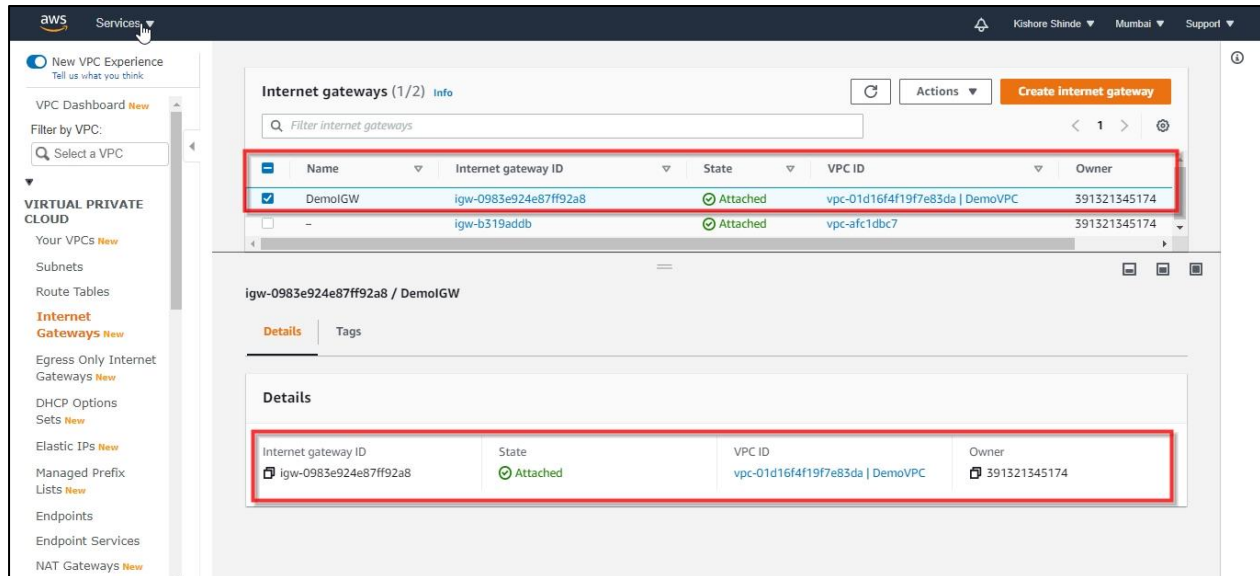 aws Services Kishore Shinde Mumbai Support
New VPC Experience
Tell us what you think
VPC Dashboard New
Filter by VPC:
Select a VPC
VIRTUAL PRIVATE
CLOUD
Your VPCs New
Subnets
Route Tables
Internet
Gateways New
Egress Only Internet
Gateways New
DHCP Options
Sets New
Elastic IPs New
Managed Prefix
Lists New
Endpoints
Endpoint Services
NAT Gateways New
Internet gateways (1/2) Info Actions Create internet gateway
Filter internet gateways 1
Name Internet gateway ID State VPC ID Owner
DemoIGW igw-0983e924e87ff92a8 Attached vpc-01d16f4f19f7e83da | DemoVPC 391321345174
– igw-b319addb Attached vpc-afc1dbc7 391321345174
igw-0983e924e87ff92a8 / DemoIGW
Details Tags
Details
Internet gateway ID State VPC ID Owner
igw-0983e924e87ff92a8 Attached vpc-01d16f4f19f7e83da | DemoVPC 391321345174